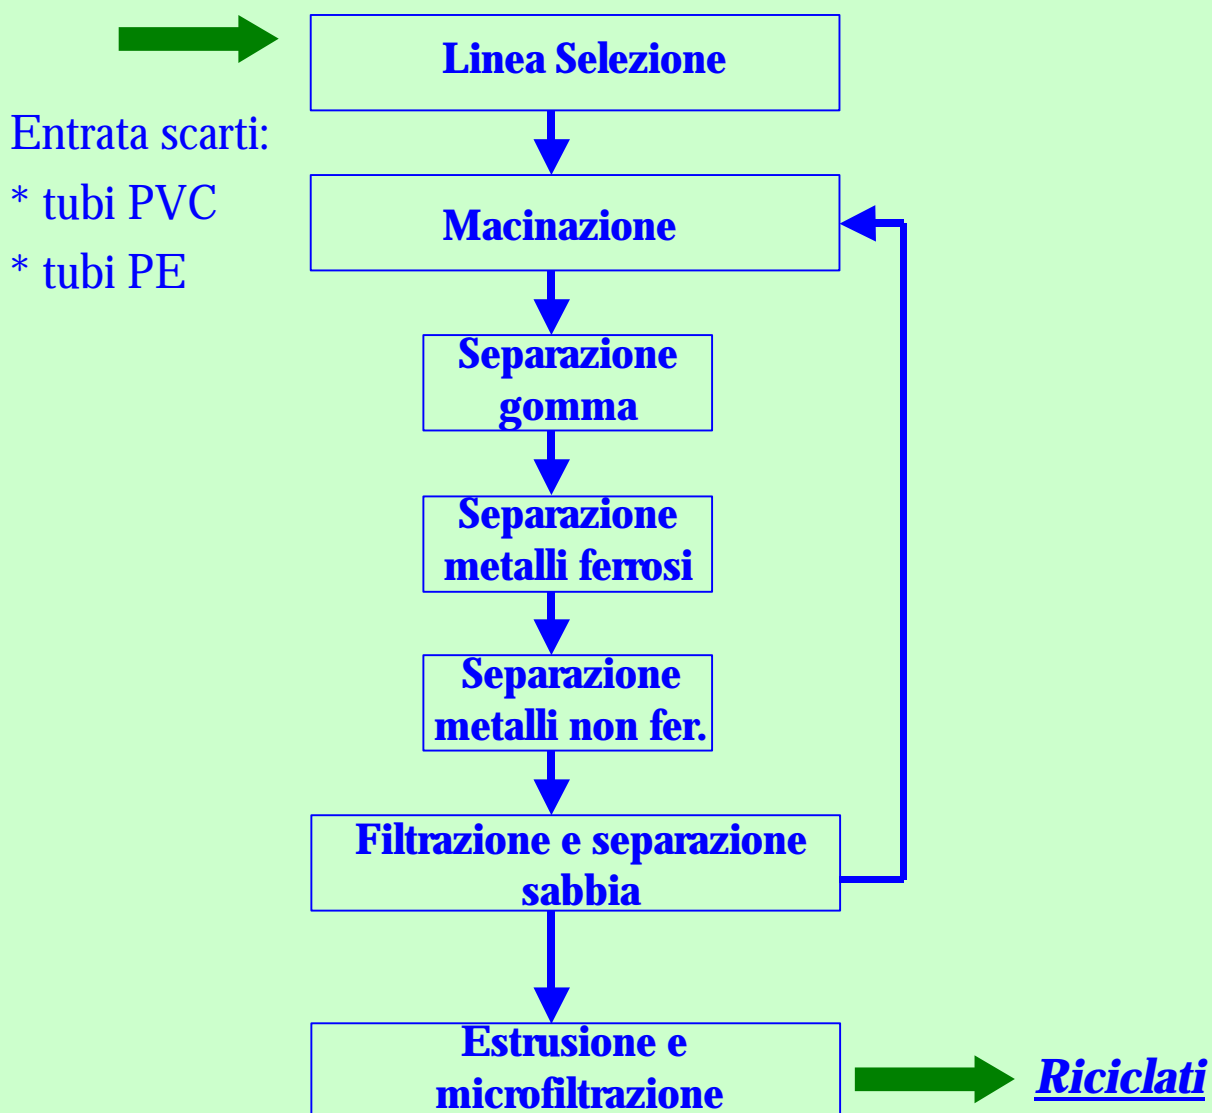 Linea Selezione
Entrata scarti:
* tubi PVC
* tubi PE
Macinazione
Separazione
gomma
Separazione
metalli ferrosi
Separazione
metalli non fer.
Filtrazione e separazione
sabbia
Estrusione e
microfiltrazione
Riciclati